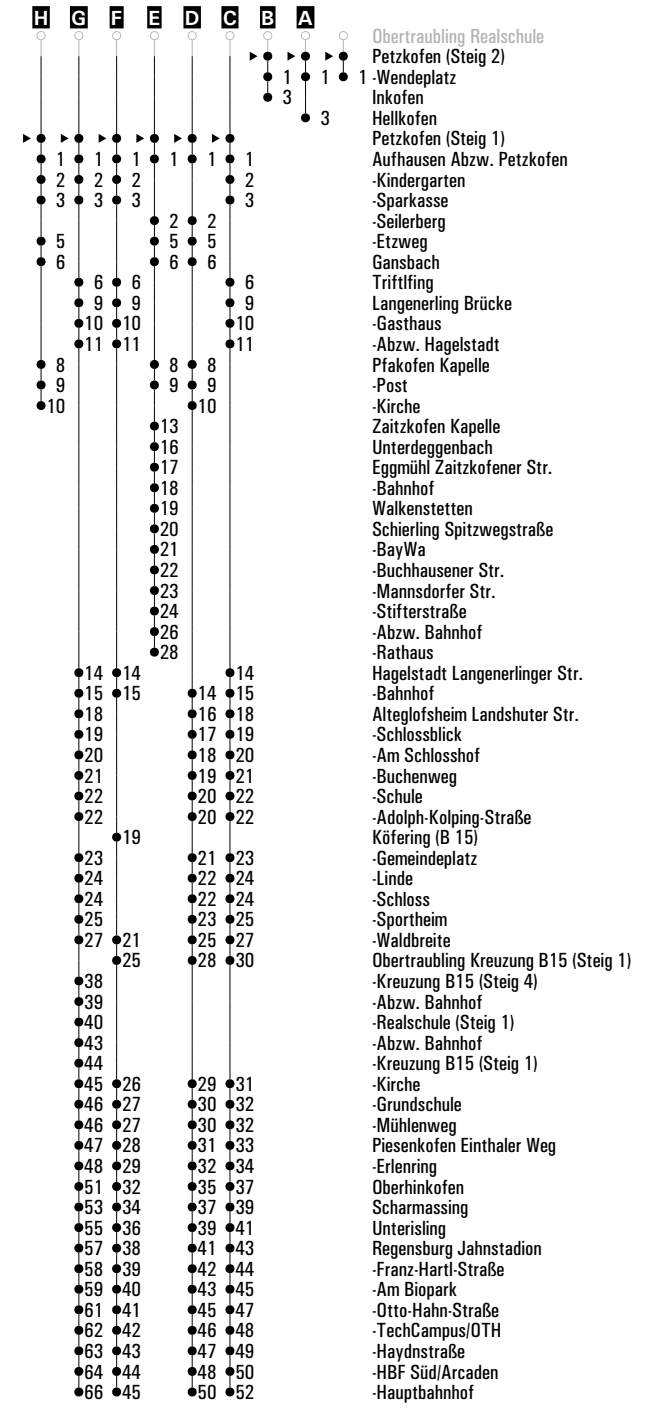 H G F E D C B A
Obertraubling Realschule
Petzkofen (Steig 2)
1 1 1 -Wendeplatz
3 Inkofen
3 Hellkofen
Petzkofen (Steig 1)
1 1 1 1 1 1 Aufhausen Abzw. Petzkofen
2 2 2 2 -Kindergarten
3 3 3 3 -Sparkasse
2 2 -Seilerberg
5 5 5 -Etzweg
6 6 6 Gansbach
6 6 6 Triftlfing
9 9 9 Langenerling Brücke
10 10 10 -Gasthaus
11 11 11 -Abzw. Hagelstadt
8 8 8 Pfakofen Kapelle
9 9 9 -Post
10 10 -Kirche
13 Zaitzkofen Kapelle
16 Unterdeggenbach
17 Eggmühl Zaitzkofener Str.
18 -Bahnhof
19 Walkenstetten
20 Schierling Spitzwegstraße
21 -BayWa
22 -Buchhausener Str.
23 -Mannsdorfer Str.
24 -Stifterstraße
26 -Abzw. Bahnhof
28 -Rathaus
14 14 14 Hagelstadt Langenerlinger Str.
15 15 14 15 -Bahnhof
18 16 18 Alteglofsheim Landshuter Str.
19 17 19 -Schlossblick
20 18 20 -Am Schlosshof
21 19 21 -Buchenweg
22 20 22 -Schule
22 20 22 -Adolph-Kolping-Straße
19 Köfering (B 15)
23 21 23 -Gemeindeplatz
24 22 24 -Linde
24 22 24 -Schloss
25 23 25 -Sportheim
27 21 25 27 -Waldbreite
25 28 30 Obertraubling Kreuzung B15 (Steig 1)
38 -Kreuzung B15 (Steig 4)
39 -Abzw. Bahnhof
40 -Realschule (Steig 1)
43 -Abzw. Bahnhof
44 -Kreuzung B15 (Steig 1)
45 26 29 31 -Kirche
46 27 30 32 -Grundschule
46 27 30 32 -Mühlenweg
47 28 31 33 Piesenkofen Einthaler Weg
48 29 32 34 -Erlenring
51 32 35 37 Oberhinkofen
53 34 37 39 Scharmassing
55 36 39 41 Unterisling
57 38 41 43 Regensburg Jahnstadion
58 39 42 44 -Franz-Hartl-Straße
59 40 43 45 -Am Biopark
61 41 45 47 -Otto-Hahn-Straße
62 42 46 48 -TechCampus/OTH
63 43 47 49 -Haydnstraße
64 44 48 50 -HBF Süd/Arcaden
66 45 50 52 -Hauptbahnhof